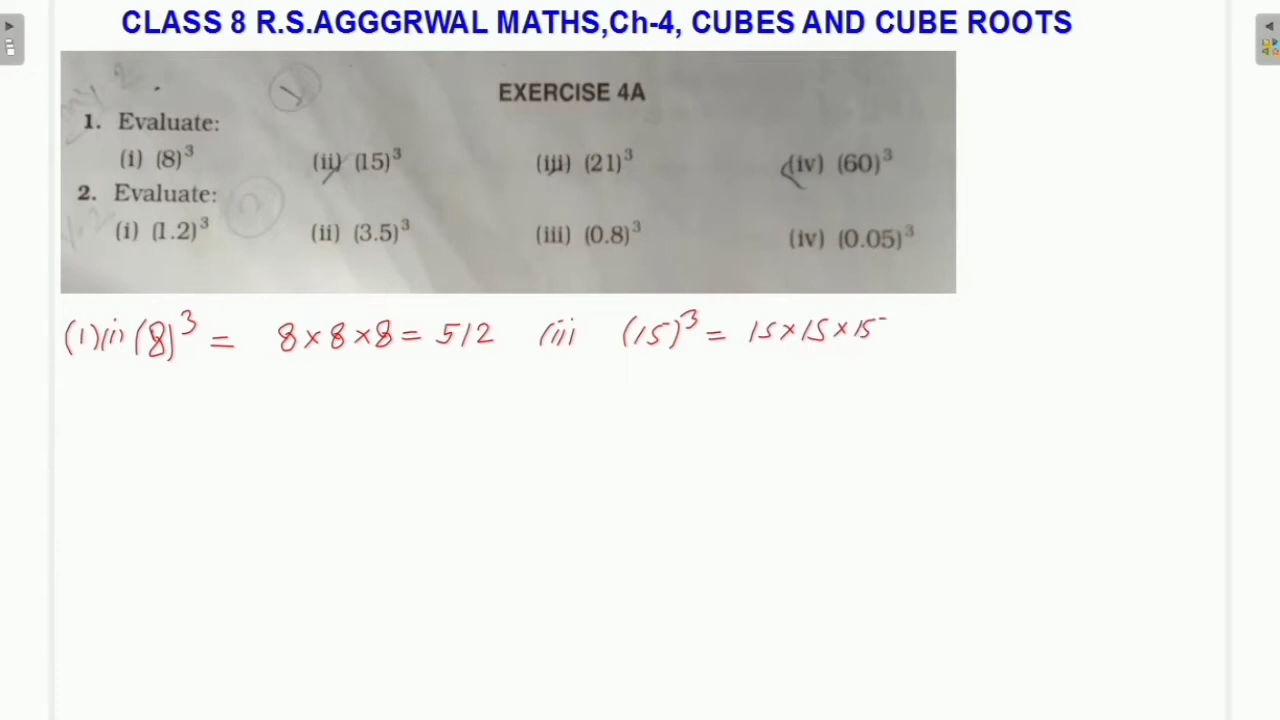 CLASS 8 R.S.AGGGRWAL MATHS,Ch-4, CUBES AND CUBE ROOTS
EXERCISE 4A
1. Evaluate:
(i) (8)³ (ii) (15)³ (iii) (21)³ (iv) (60)³
2. Evaluate:
(i) (1.2)³ (ii) (3.5)³ (iii) (0.8)³ (iv) (0.05)³
(1)(i) (8)³ = 8×8×8 = 512 (ii) (15)³ = 15×15×15